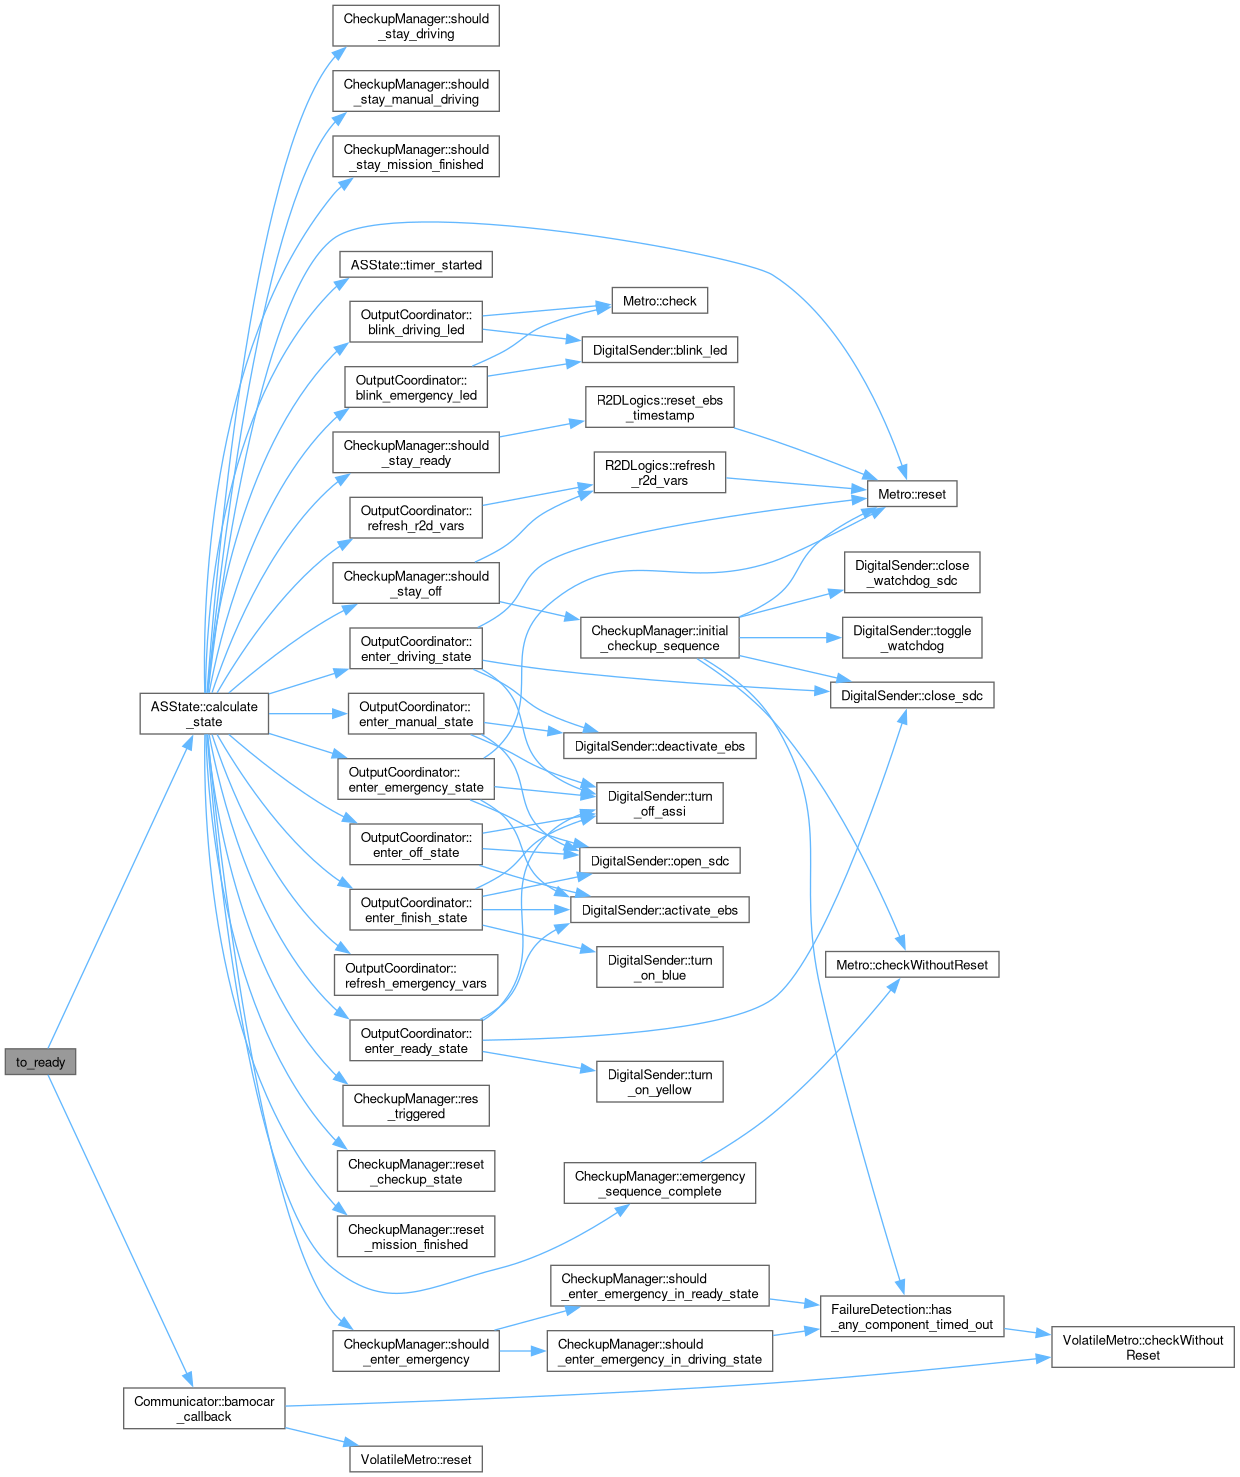 CheckupManager::should
_stay_driving
CheckupManager::should
_stay_manual_driving
CheckupManager::should
_stay_mission_finished
ASState::timer_started
OutputCoordinator::
blink_driving_led
Metro::check
DigitalSender::blink_led
OutputCoordinator::
blink_emergency_led
R2DLogics::reset_ebs
_timestamp
CheckupManager::should
_stay_ready
R2DLogics::refresh
_r2d_vars
Metro::reset
OutputCoordinator::
refresh_r2d_vars
DigitalSender::close
_watchdog_sdc
CheckupManager::should
_stay_off
CheckupManager::initial
_checkup_sequence
DigitalSender::toggle
_watchdog
OutputCoordinator::
enter_driving_state
DigitalSender::close_sdc
ASState::calculate
_state
OutputCoordinator::
enter_manual_state
DigitalSender::deactivate_ebs
OutputCoordinator::
enter_emergency_state
DigitalSender::turn
_off_assi
OutputCoordinator::
enter_off_state
DigitalSender::open_sdc
OutputCoordinator::
enter_finish_state
DigitalSender::activate_ebs
DigitalSender::turn
_on_blue
Metro::checkWithoutReset
OutputCoordinator::
refresh_emergency_vars
OutputCoordinator::
enter_ready_state
to_ready
DigitalSender::turn
_on_yellow
CheckupManager::res
_triggered
CheckupManager::reset
_checkup_state
CheckupManager::emergency
_sequence_complete
CheckupManager::reset
_mission_finished
CheckupManager::should
_enter_emergency_in_ready_state
FailureDetection::has
_any_component_timed_out
CheckupManager::should
_enter_emergency
CheckupManager::should
_enter_emergency_in_driving_state
VolatileMetro::checkWithout
Reset
Communicator::bamocar
_callback
VolatileMetro::reset